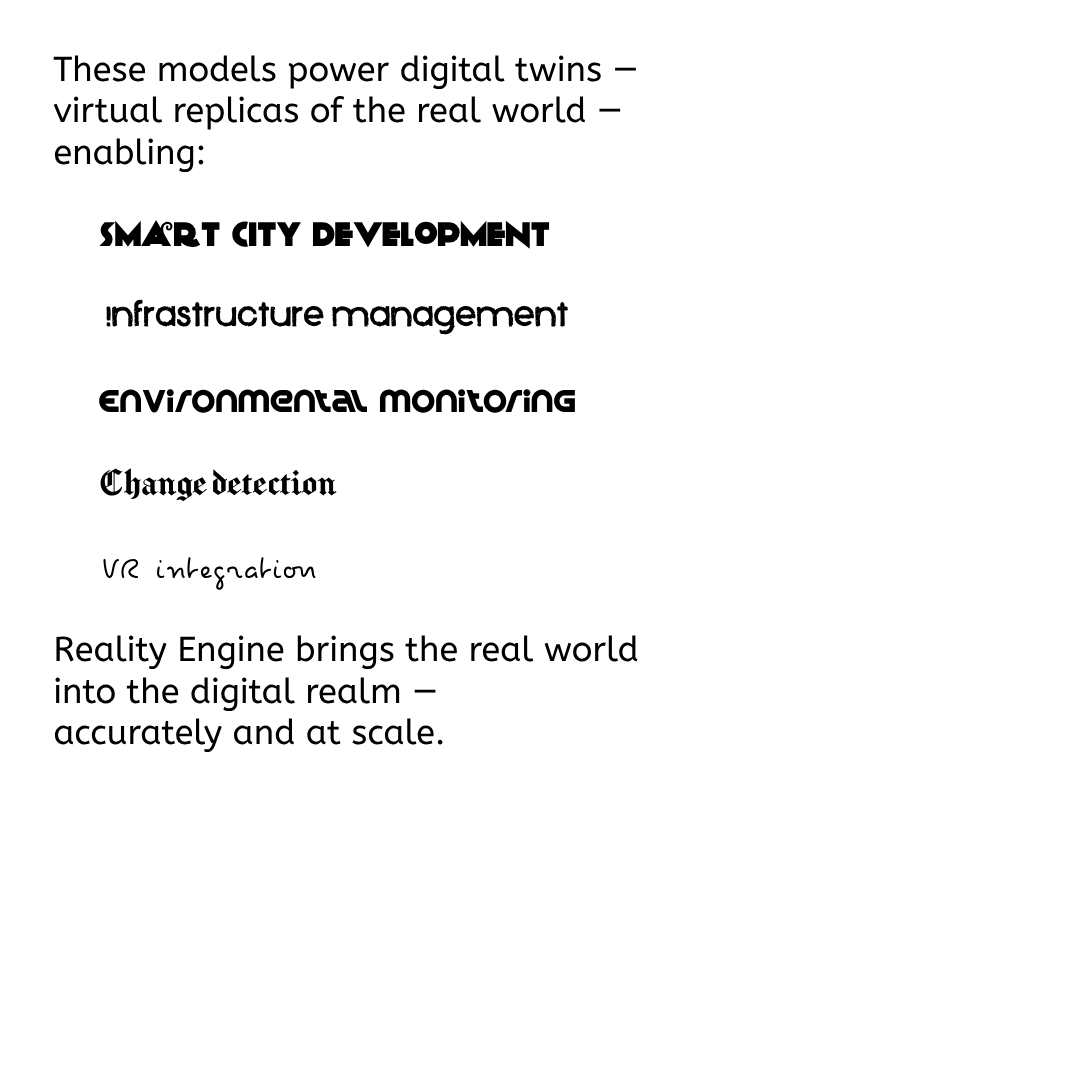 These models power digital twins —
virtual replicas of the real world —
enabling:
SMART CITY DEVELOPMENT
Infrastructure management
Environmental monitoring
Change detection
VR integration
Reality Engine brings the real world
into the digital realm —
accurately and at scale.